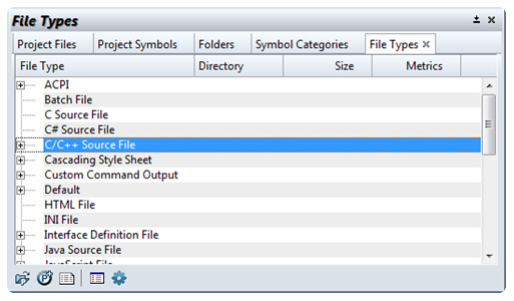 File Types
Project Files Project Symbols Folders Symbol Categories File Types
File Type Directory Size Metrics
ACPI
Batch File
C Source File
C# Source File
C/C++ Source File
Cascading Style Sheet
Custom Command Output
Default
HTML File
INI File
Interface Definition File
Java Source File
JavaScript File